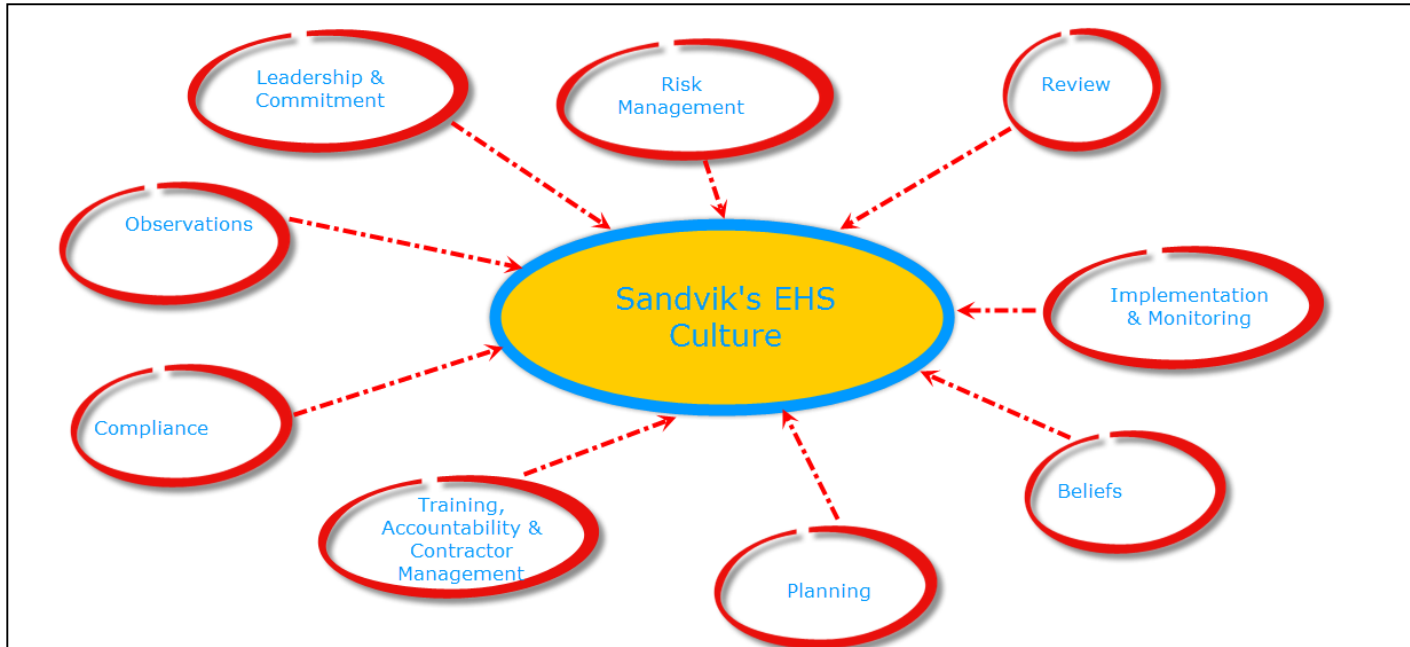 Leadership &
Commitment
Risk
Management
Review
Observations
Sandvik's EHS
Culture
Implementation
& Monitoring
Compliance
Training,
Accountability &
Contractor
Management
Planning
Beliefs